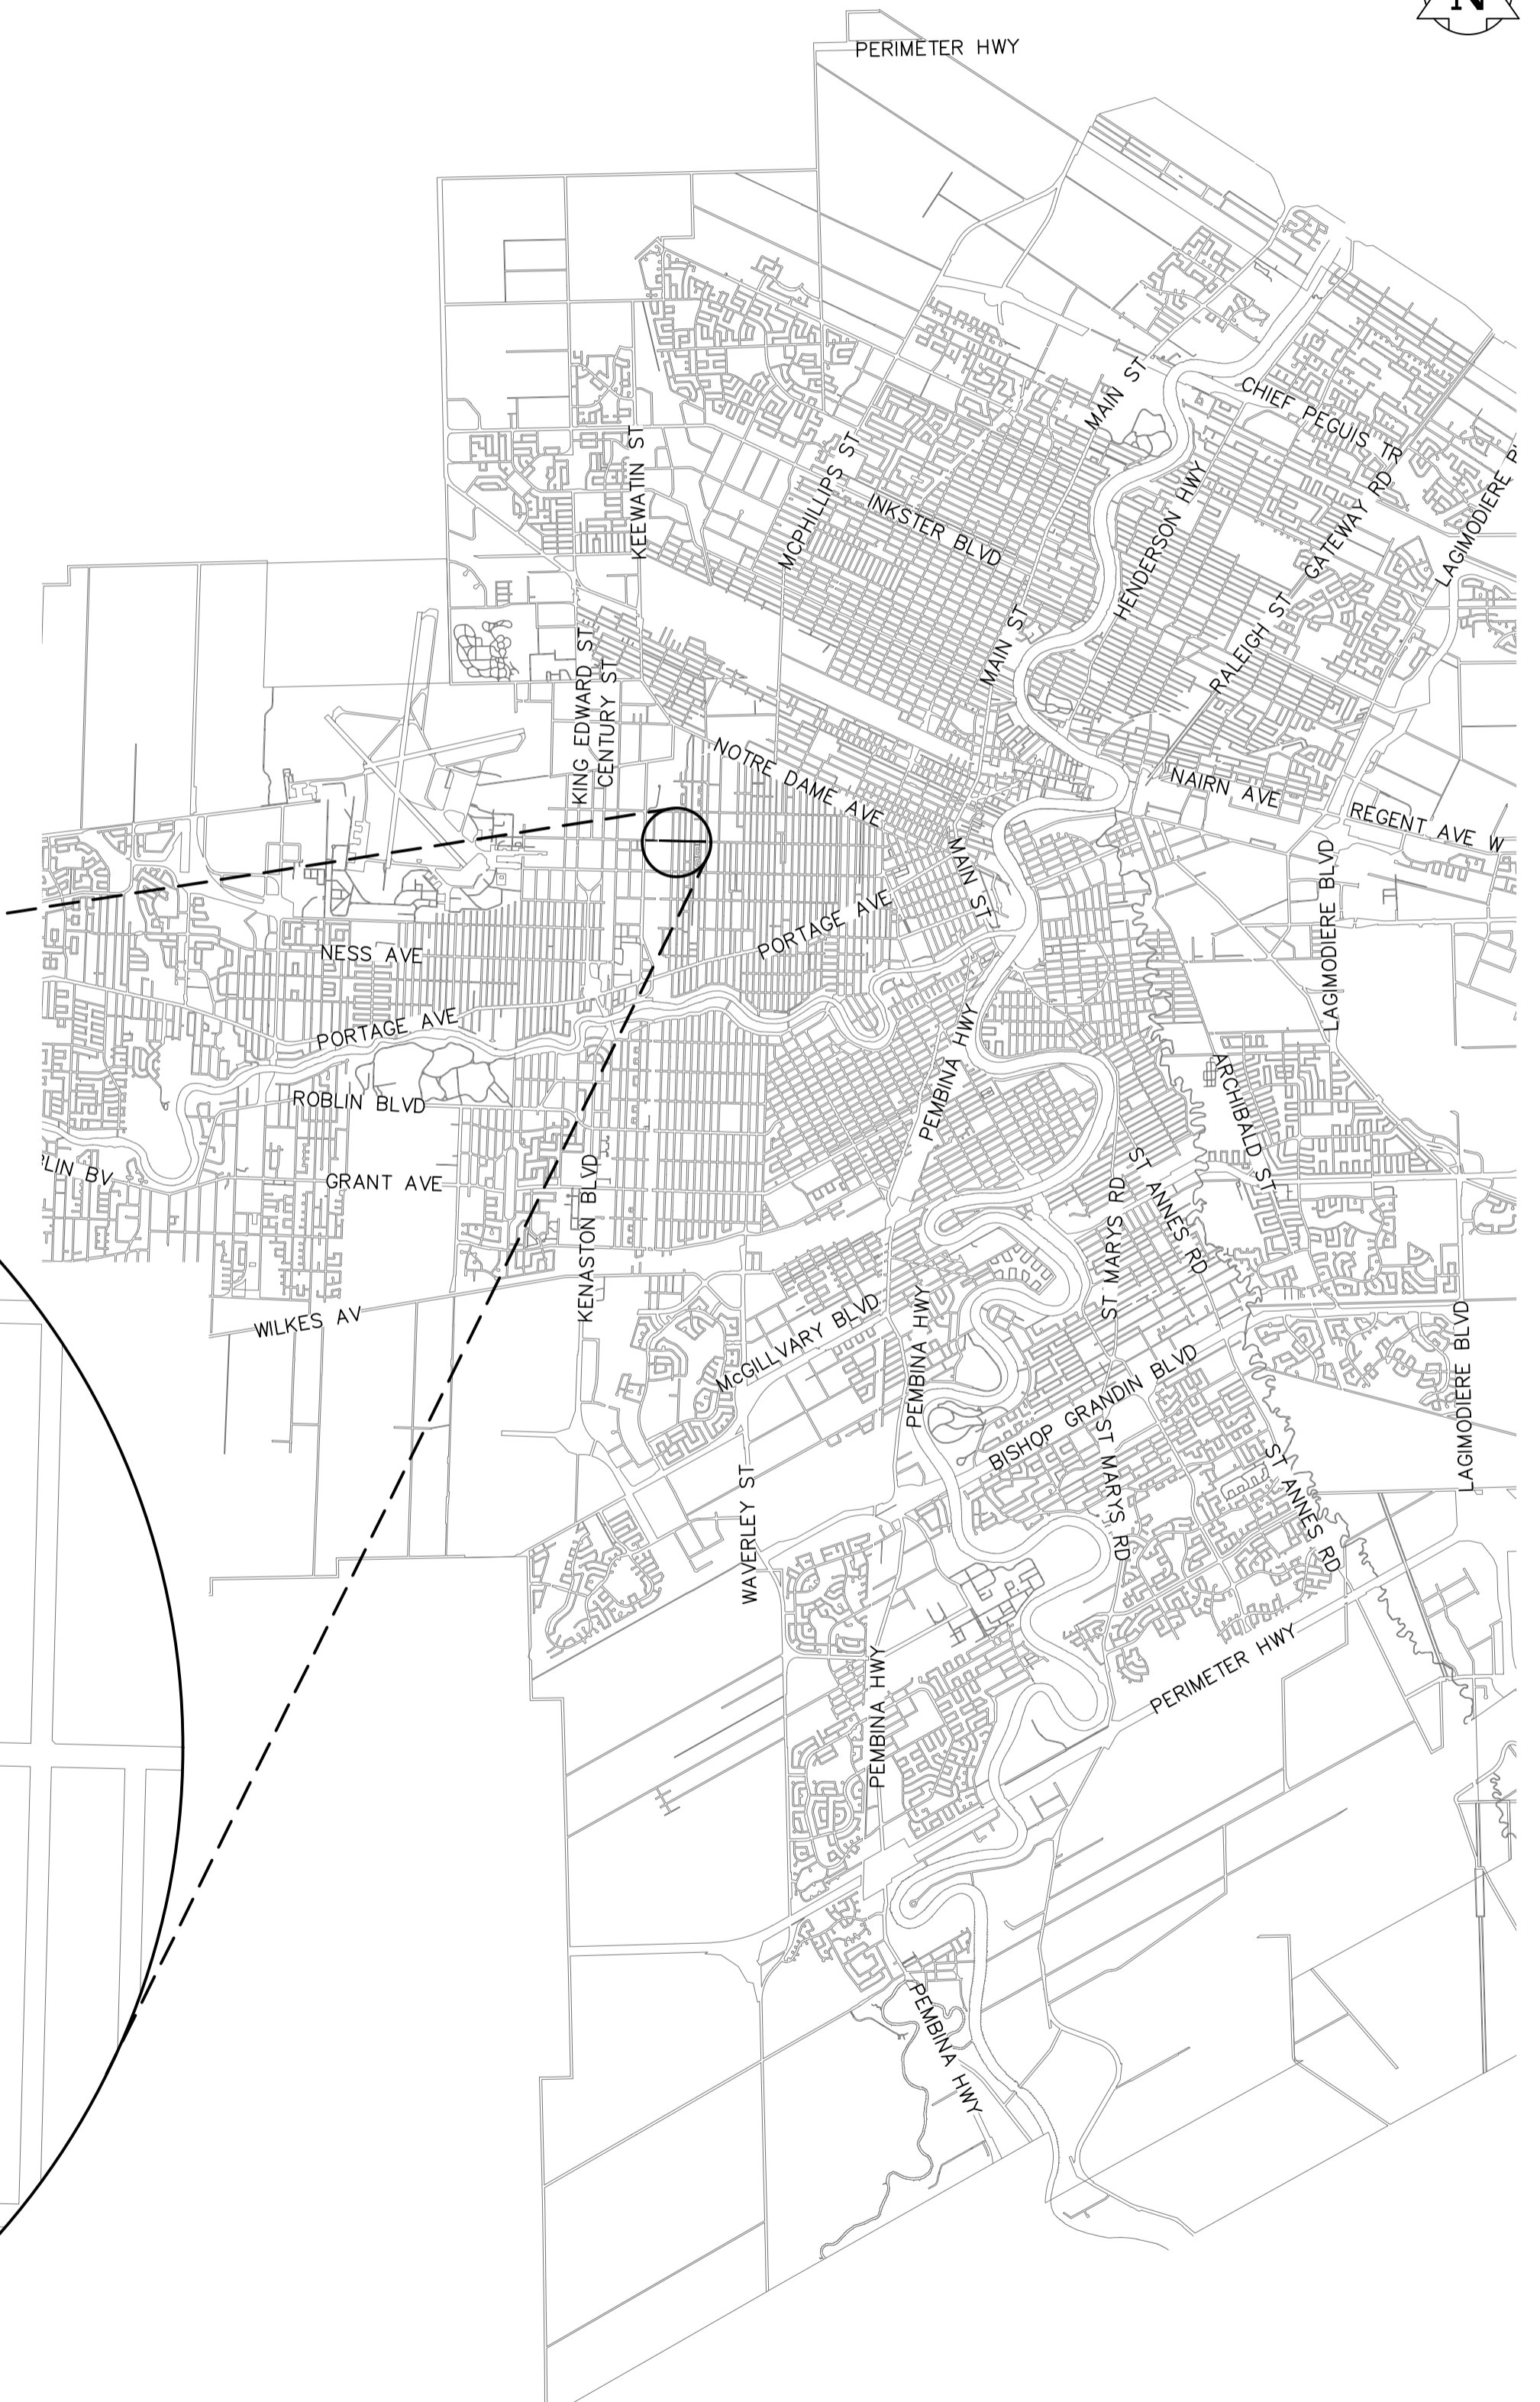 N
PERIMETER HWY
MAIN ST
CHIEF PEGUIS TR
KEEWATIN ST
MCPHILLIPS ST
INKSTER BLVD
HENDERSON HWY
GATEWAY RD
LAGIMODIERE
MAIN ST
RALEIGH ST
KING EDWARD ST
CENTURY ST
NOTRE DAME AVE
NAIRN AVE
REGENT AVE W
MAIN ST
LAGIMODIERE BLVD
PORTAGE AVE
NESS AVE
PORTAGE AVE
PEMBINA HWY
ARCHIBALD ST
ROBLIN BLVD
LIN BV
GRANT AVE
KENASTON BLVD
ST ANNES RD
ST MARYS RD
WILKES AV
McGILLVARY BLVD
PEMBINA HWY
BISHOP GRANDIN BLVD
LAGIMODIERE BLVD
WAVERLEY ST
ST MARYS RD
ST ANNES RD
PERIMETER HWY
PEMBINA HWY
PEMBINA HWY